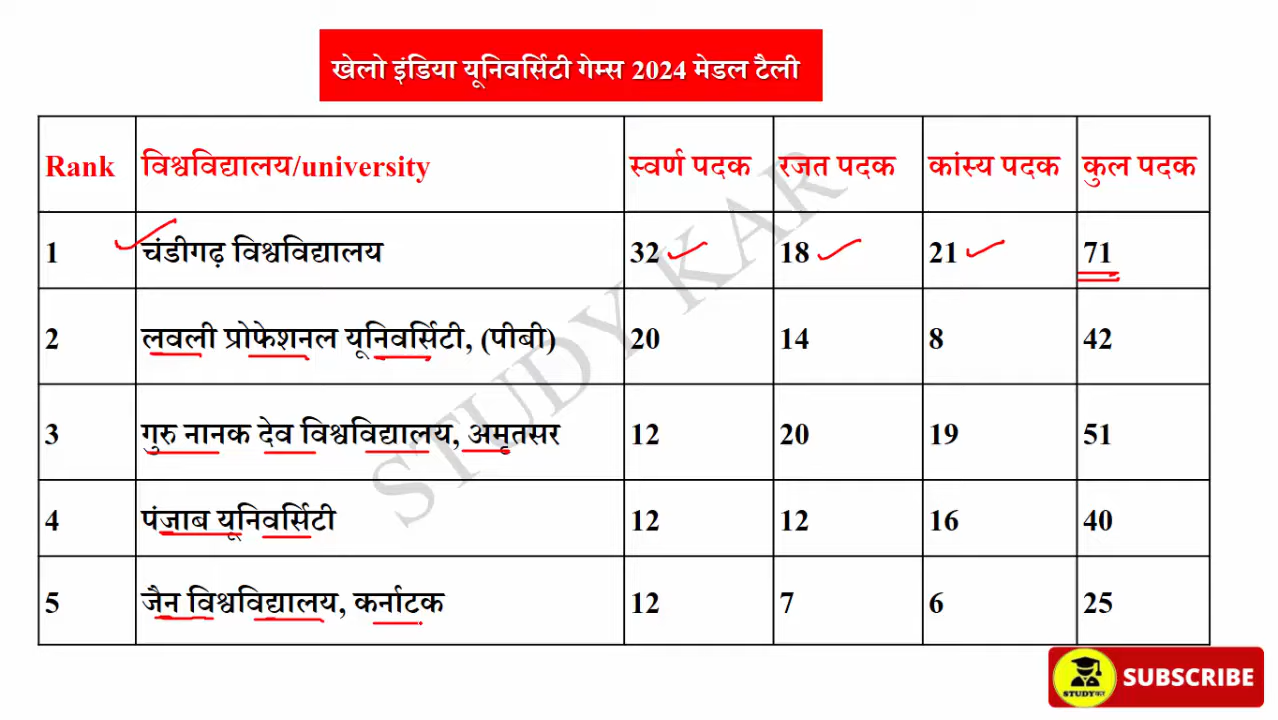 खेलो इंडिया यूनिवर्सिटी गेम्स 2024 मेडल टैली
Rank विश्वविद्यालय/university स्वर्ण पदक रजत पदक कांस्य पदक कुल पदक
1 चंडीगढ़ विश्वविद्यालय 32 18 21 71
2 लवली प्रोफेशनल यूनिवर्सिटी, (पीबी) 20 14 8 42
3 गुरु नानक देव विश्वविद्यालय, अमृतसर 12 20 19 51
4 पंजाब यूनिवर्सिटी 12 12 16 40
5 जैन विश्वविद्यालय, कर्नाटक 12 7 6 25
STUDY KAR
STUDYकर
SUBSCRIBE